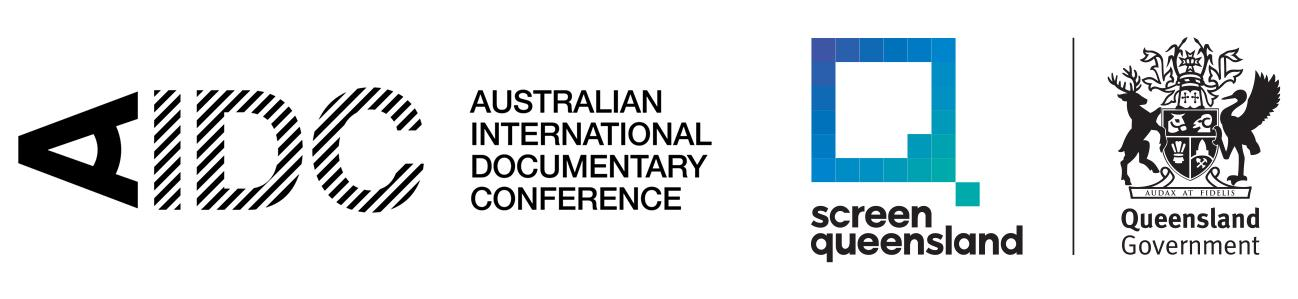 AIDC
AUSTRALIAN
INTERNATIONAL
DOCUMENTARY
CONFERENCE
screen
queensland
AUDAX AT FIDELIS
Queensland
Government